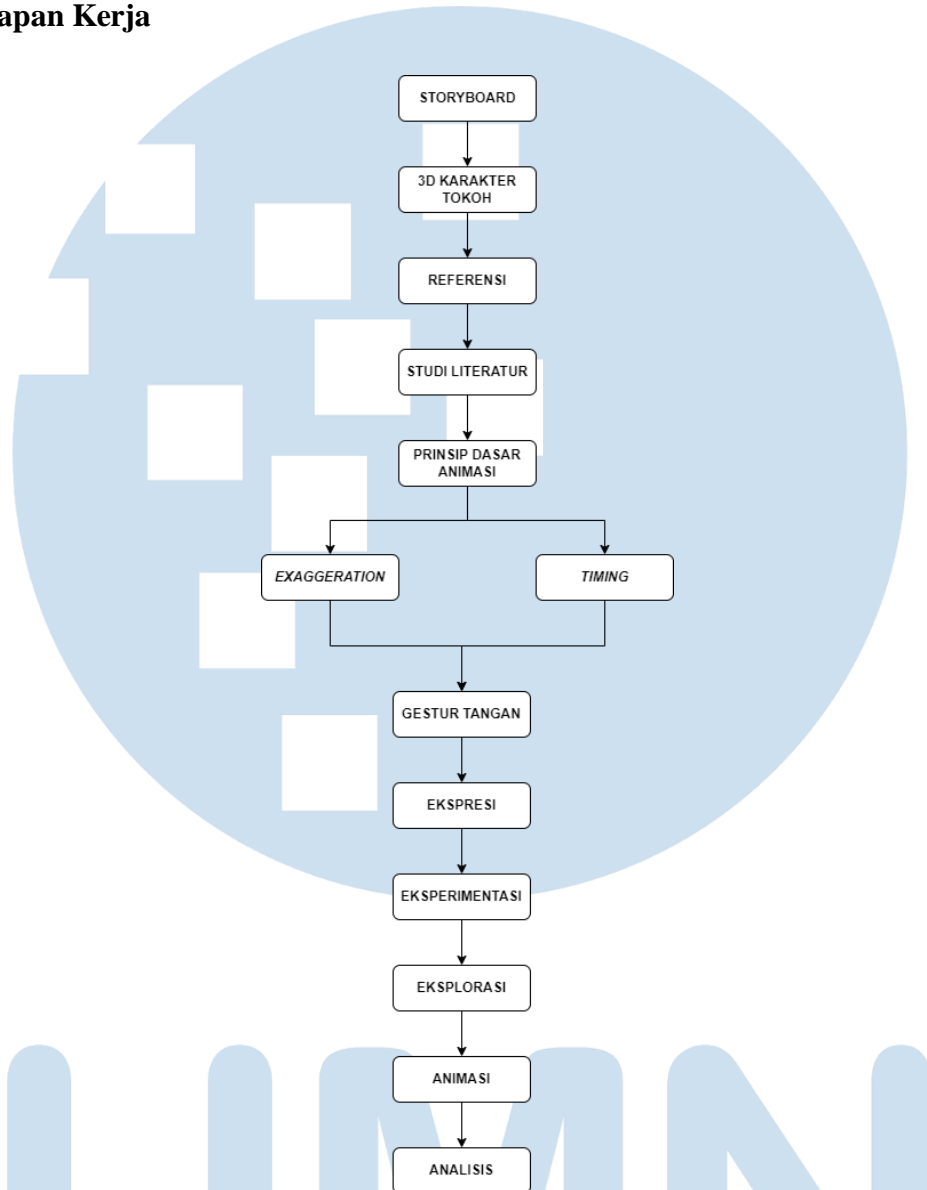 apan Kerja
STORYBOARD
3D KARAKTER
TOKOH
REFERENSI
STUDI LITERATUR
PRINSIP DASAR
ANIMASI
EXAGGERATION
TIMING
GESTUR TANGAN
EKSPRESI
EKSPERIMENTASI
EKSPLORASI
ANIMASI
ANALISIS
UMN